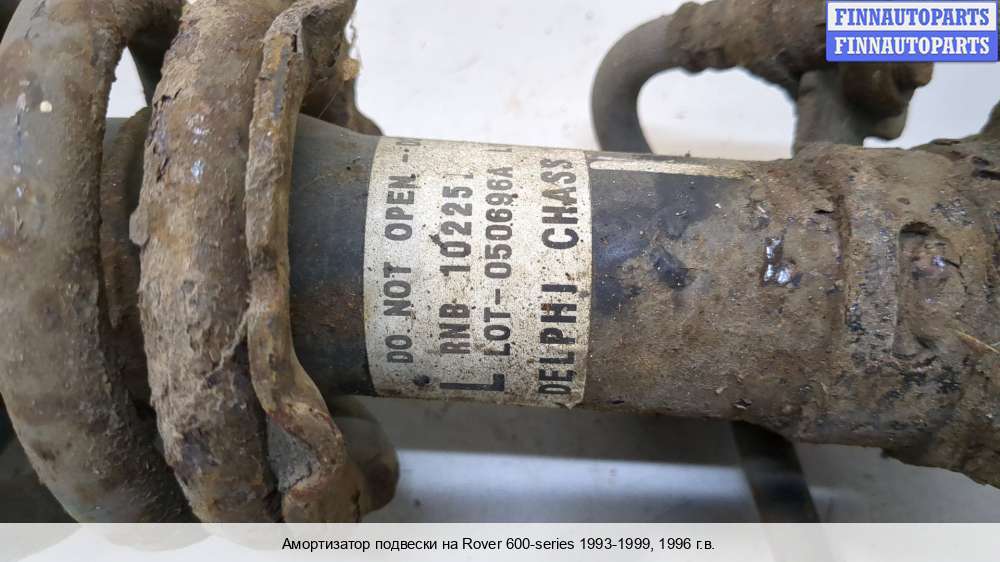 FINNAUTOPARTS
FINNAUTOPARTS
DO NOT OPEN
RNB 10225
L LOT-050696A
DELPHI CHASS
Амортизатор подвески на Rover 600-series 1993-1999, 1996 г.в.